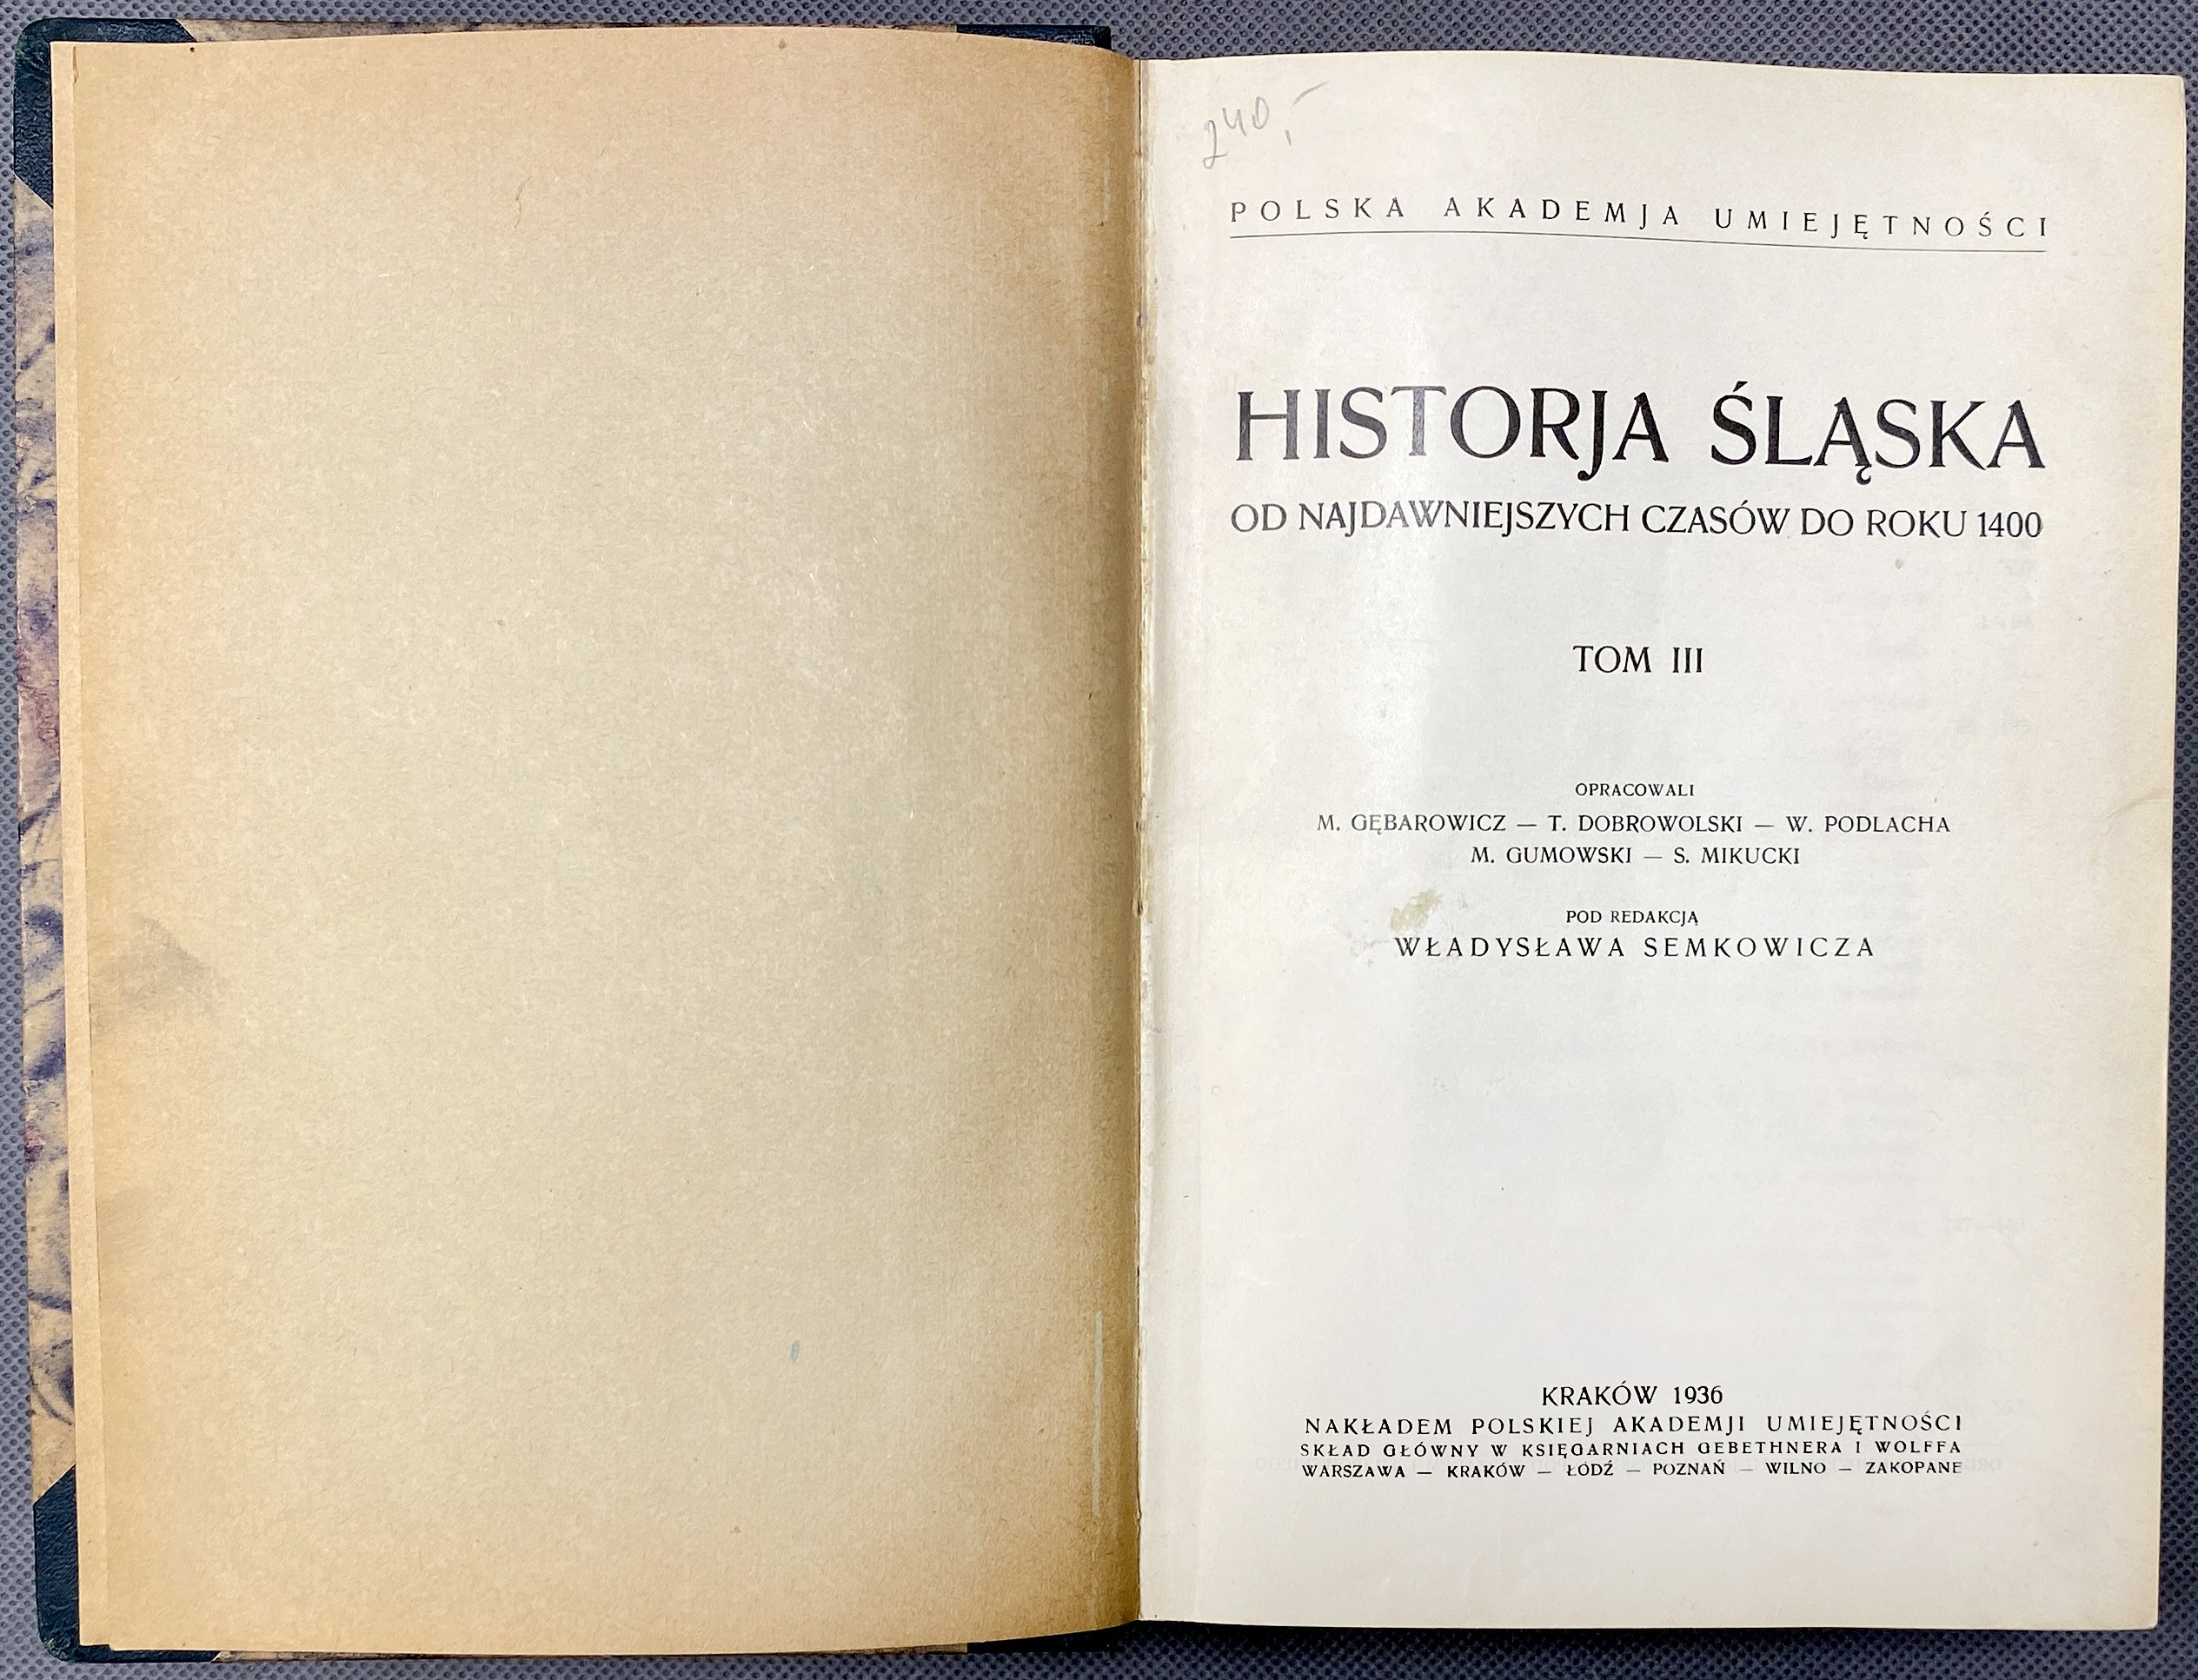 240,-
POLSKA AKADEMJA UMIEJĘTNOŚCI
HISTORJA ŚLĄSKA
OD NAJDAWNIEJSZYCH CZASÓW DO ROKU 1400
TOM III
OPRACOWALI
M. GĘBAROWICZ — T. DOBROWOLSKI — W. PODLACHA
M. GUMOWSKI — S. MIKUCKI
POD REDAKCJĄ
WŁADYSŁAWA SEMKOWICZA
KRAKÓW 1936
NAKŁADEM POLSKIEJ AKADEMJI UMIEJĘTNOŚCI
SKŁAD GŁÓWNY W KSIĘGARNIACH GEBETHNERA I WOLFFA
WARSZAWA — KRAKÓW — ŁÓDŹ — POZNAŃ — WILNO — ZAKOPANE